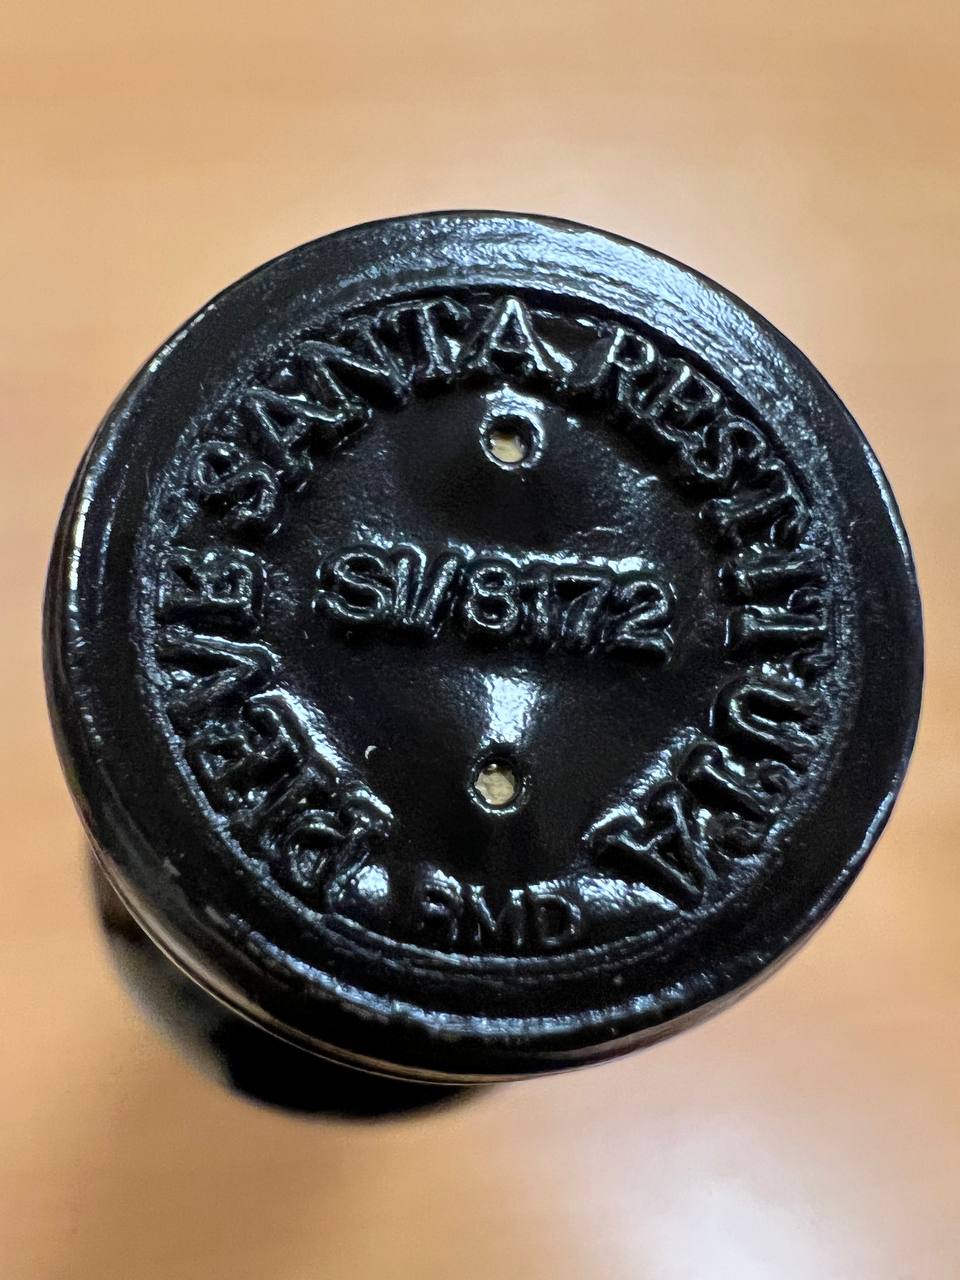 PIEVE SANTA RESTITUTA
SI/8172
RMD